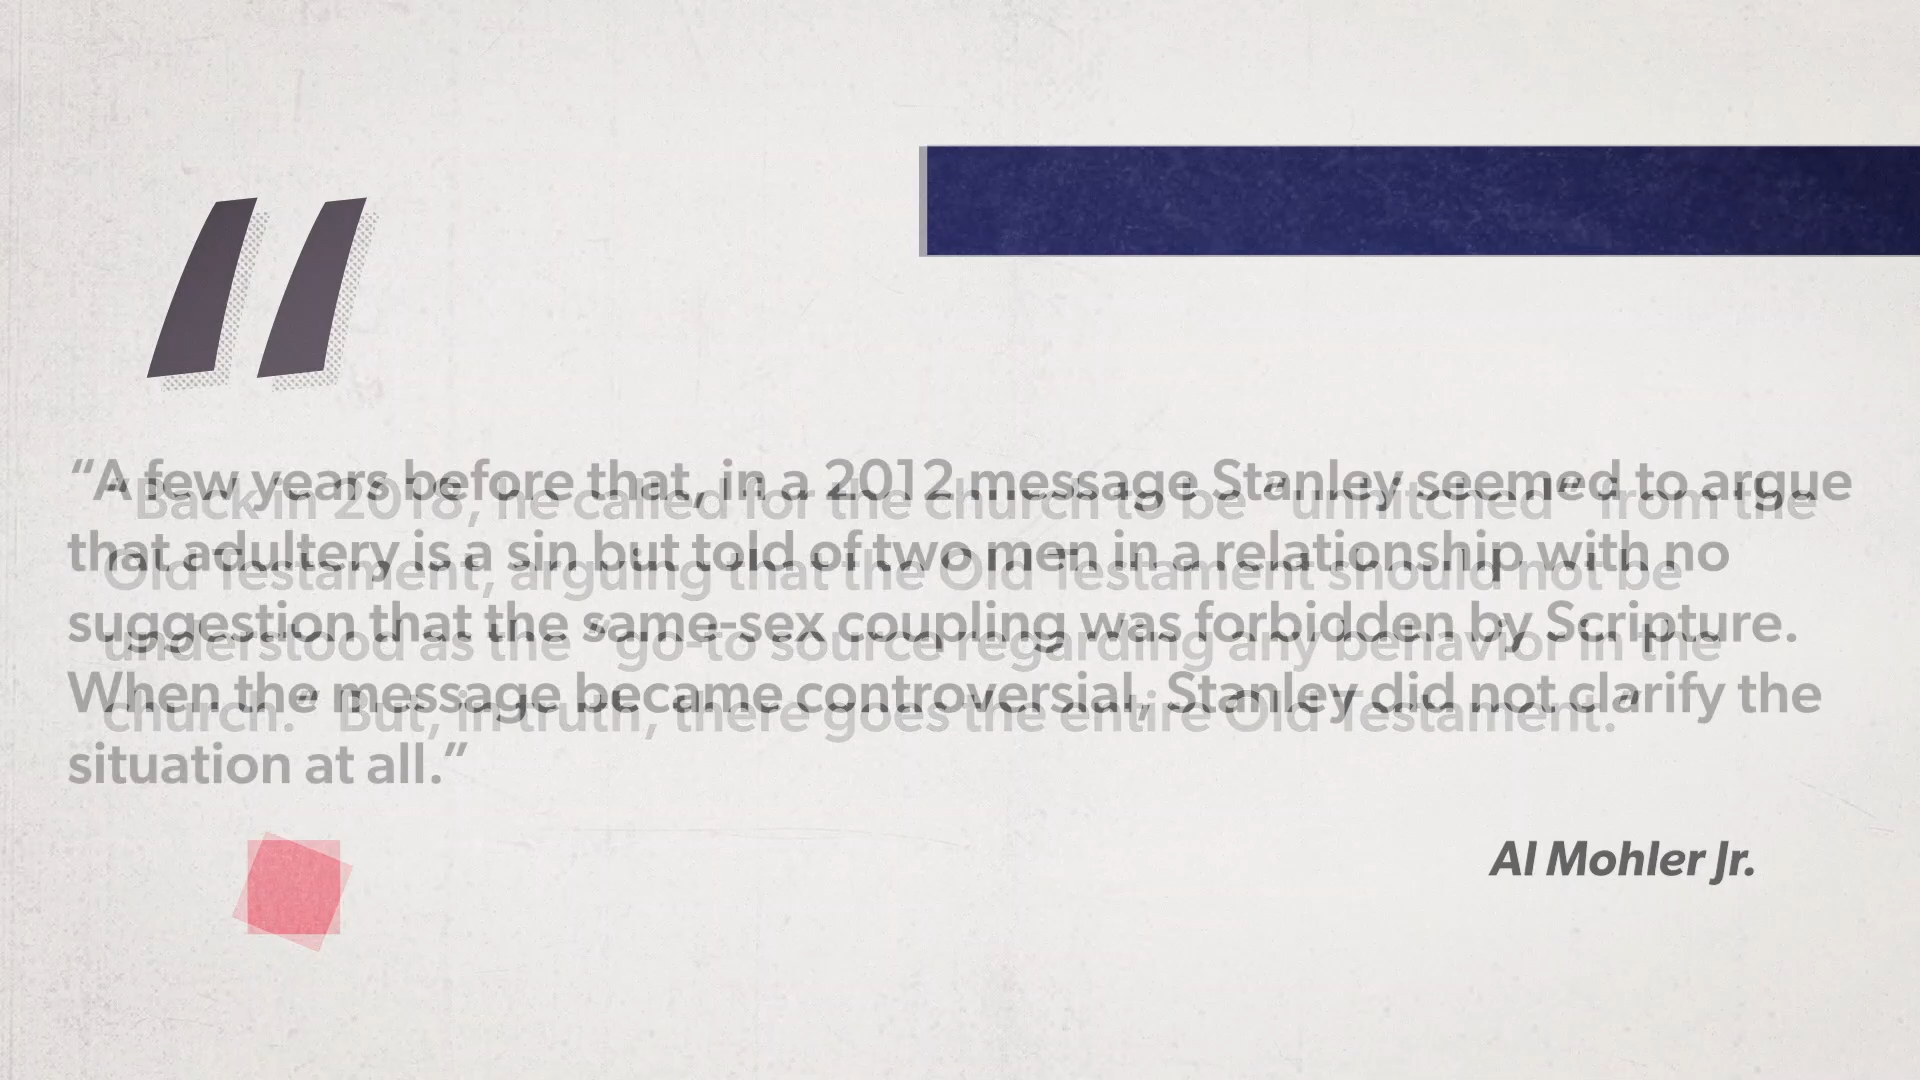 “A few years before that, in a 2012 message Stanley seemed to argue
that adultery is a sin but told of two men in a relationship with no
suggestion that the same-sex coupling was forbidden by Scripture.
When the message became controversial, Stanley did not clarify the
situation at all.”
“Back in 2018, he called for the church to be “unhitched” from the
Old Testament, arguing that the Old Testament should not be
understood as the “go-to source regarding any behavior in the
church.” But, in truth, there goes the entire Old Testament.”
Al Mohler Jr.